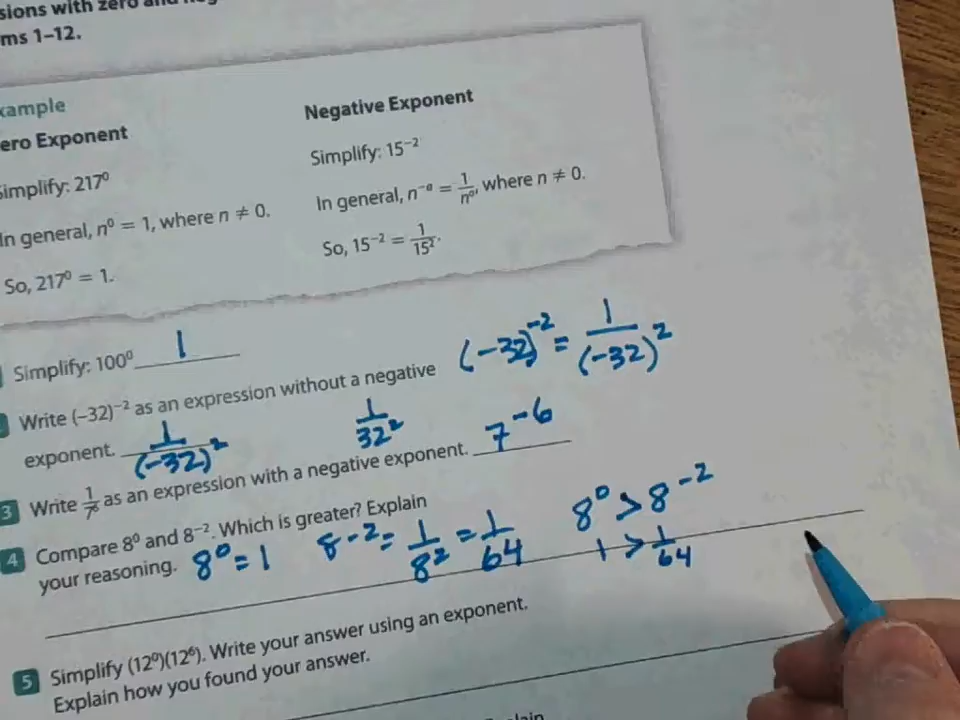 sions with zero and neg
ms 1–12.
xample
ero Exponent
Simplify: 217⁰
In general, n⁰ = 1, where n ≠ 0.
So, 217⁰ = 1.
Negative Exponent
Simplify: 15⁻²
In general, n⁻ᵃ = 1/nᵃ, where n ≠ 0.
So, 15⁻² = 1/15².
Simplify: 100⁰ 1
(-32)⁻² = 1/(-32)²
Write (–32)⁻² as an expression without a negative
exponent. 1/(-32)²
1/32²
3 Write 1/7⁶ as an expression with a negative exponent. 7⁻⁶
4 Compare 8⁰ and 8⁻². Which is greater? Explain
your reasoning. 8⁰ = 1 8⁻² = 1/8² = 1/64
8⁰ > 8⁻²
1 > 1/64
5 Simplify (12⁰)(12⁶). Write your answer using an exponent.
Explain how you found your answer.